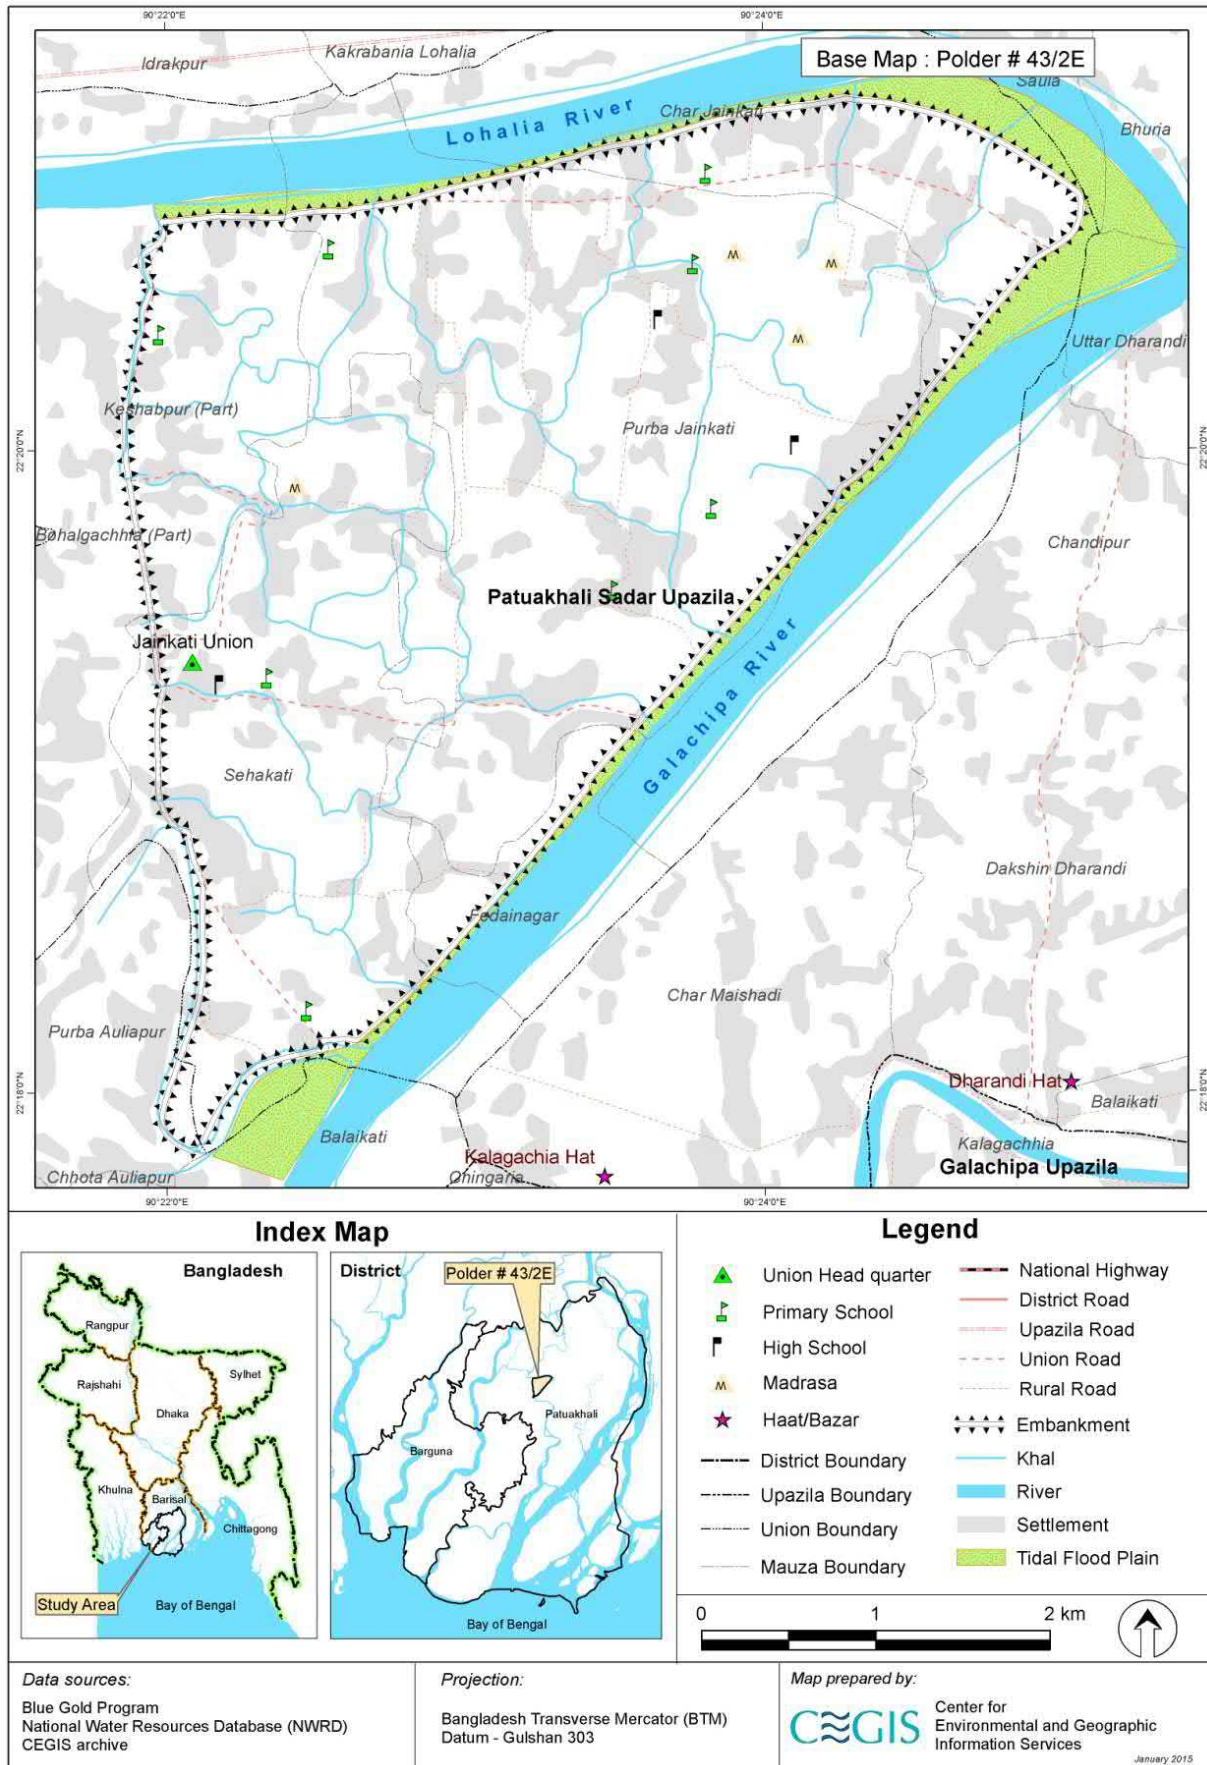 90°22'0"E
90°24'0"E
Base Map : Polder # 43/2E
Idrakpur
Kakrabania Lohalia
Saula
Lohalia River
Char Jainkati
Bhuria
Uttar Dharandi
Keshabpur (Part)
Purba Jainkati
22°20'0"N
22°20'0"N
Bohalgachhia (Part)
Chandipur
Patuakhali Sadar Upazila
Jainkati Union
Galachipa River
Sehakati
Dakshin Dharandi
Fedainagar
Char Maishadi
Purba Auliapur
22°18'0"N
22°18'0"N
Dharandi Hat
Balaikati
Balaikati
Kalagachhia
Kalagachia Hat
Galachipa Upazila
Chhota Auliapur
Ohingaria
90°22'0"E
90°24'0"E
Index Map
Bangladesh
Rangpur
Rajshahi
Sylhet
Dhaka
Khulna
Barisal
Chittagong
Study Area
Bay of Bengal
District
Polder # 43/2E
Patuakhali
Barguna
Bay of Bengal
Legend
Union Head quarter
Primary School
High School
Madrasa
Haat/Bazar
District Boundary
Upazila Boundary
Union Boundary
Mauza Boundary
National Highway
District Road
Upazila Road
Union Road
Rural Road
Embankment
Khal
River
Settlement
Tidal Flood Plain
0 1 2 km
Data sources:
Blue Gold Program
National Water Resources Database (NWRD)
CEGIS archive
Projection:
Bangladesh Transverse Mercator (BTM)
Datum - Gulshan 303
Map prepared by:
CEGIS
Center for
Environmental and Geographic
Information Services
January 2015